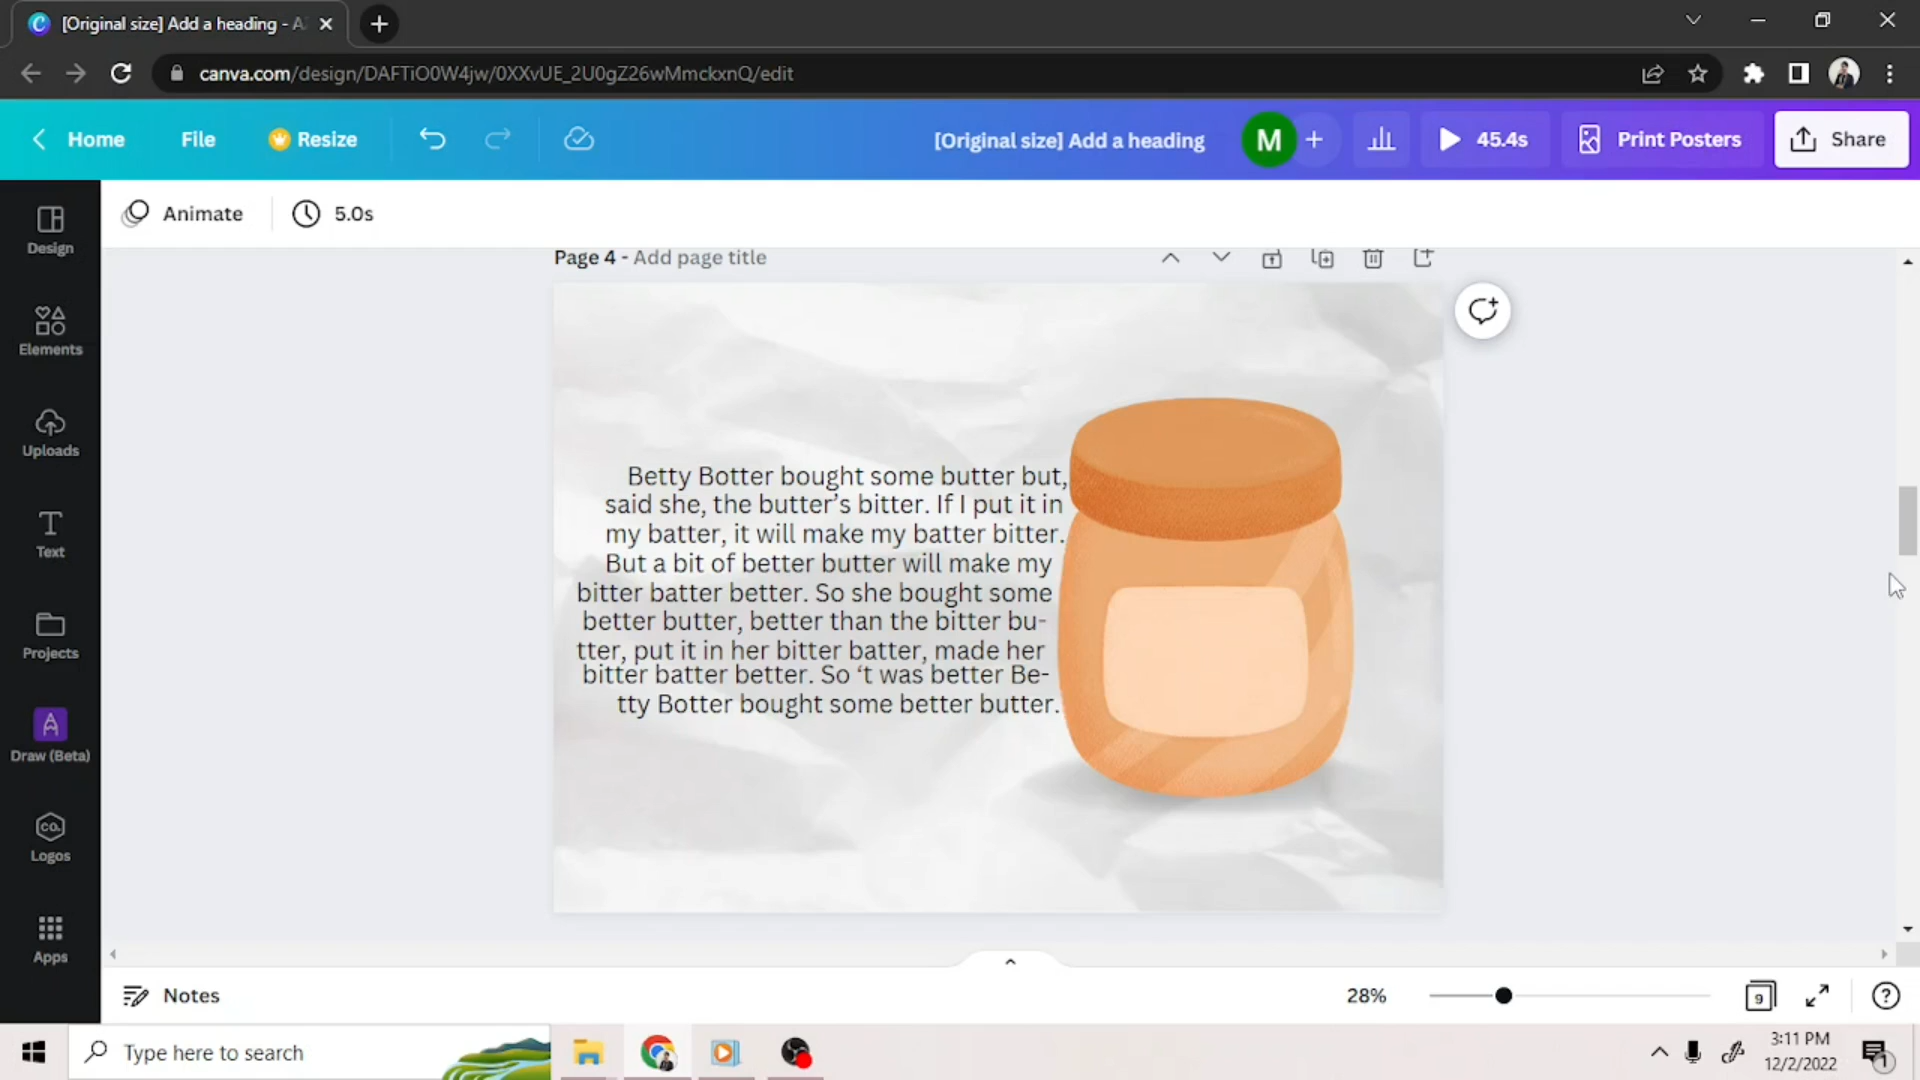 [Original size] Add a heading - A
canva.com/design/DAFTiO0W4jw/0XXvUE_2U0gZ26wMmckxnQ/edit
Home
File
Resize
[Original size] Add a heading
M
45.4s
Print Posters
Share
Animate
5.0s
Design
Elements
Uploads
Text
Projects
Draw (Beta)
CO.
Logos
Apps
Page 4 - Add page title
Betty Botter bought some butter but,
said she, the butter’s bitter. If I put it in
my batter, it will make my batter bitter.
But a bit of better butter will make my
bitter batter better. So she bought some
better butter, better than the bitter bu-
tter, put it in her bitter batter, made her
bitter batter better. So ‘t was better Be-
tty Botter bought some better butter.
Notes
28%
9
Type here to search
3:11 PM
12/2/2022
1